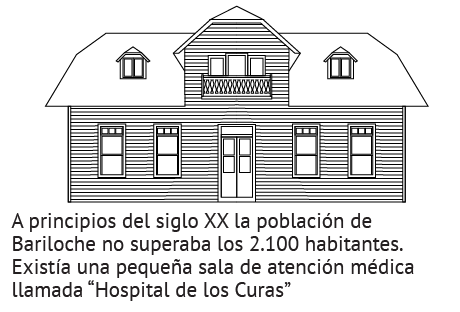 A principios del siglo XX la población de
Bariloche no superaba los 2.100 habitantes.
Existía una pequeña sala de atención médica
llamada “Hospital de los Curas”